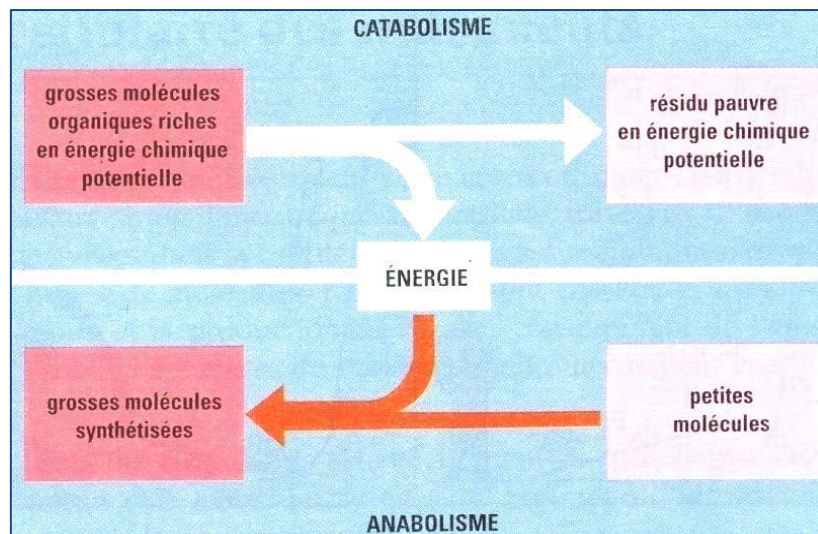 CATABOLISME
grosses molécules
organiques riches
en énergie chimique
potentielle
résidu pauvre
en énergie chimique
potentielle
ÉNERGIE
grosses molécules
synthétisées
petites
molécules
ANABOLISME